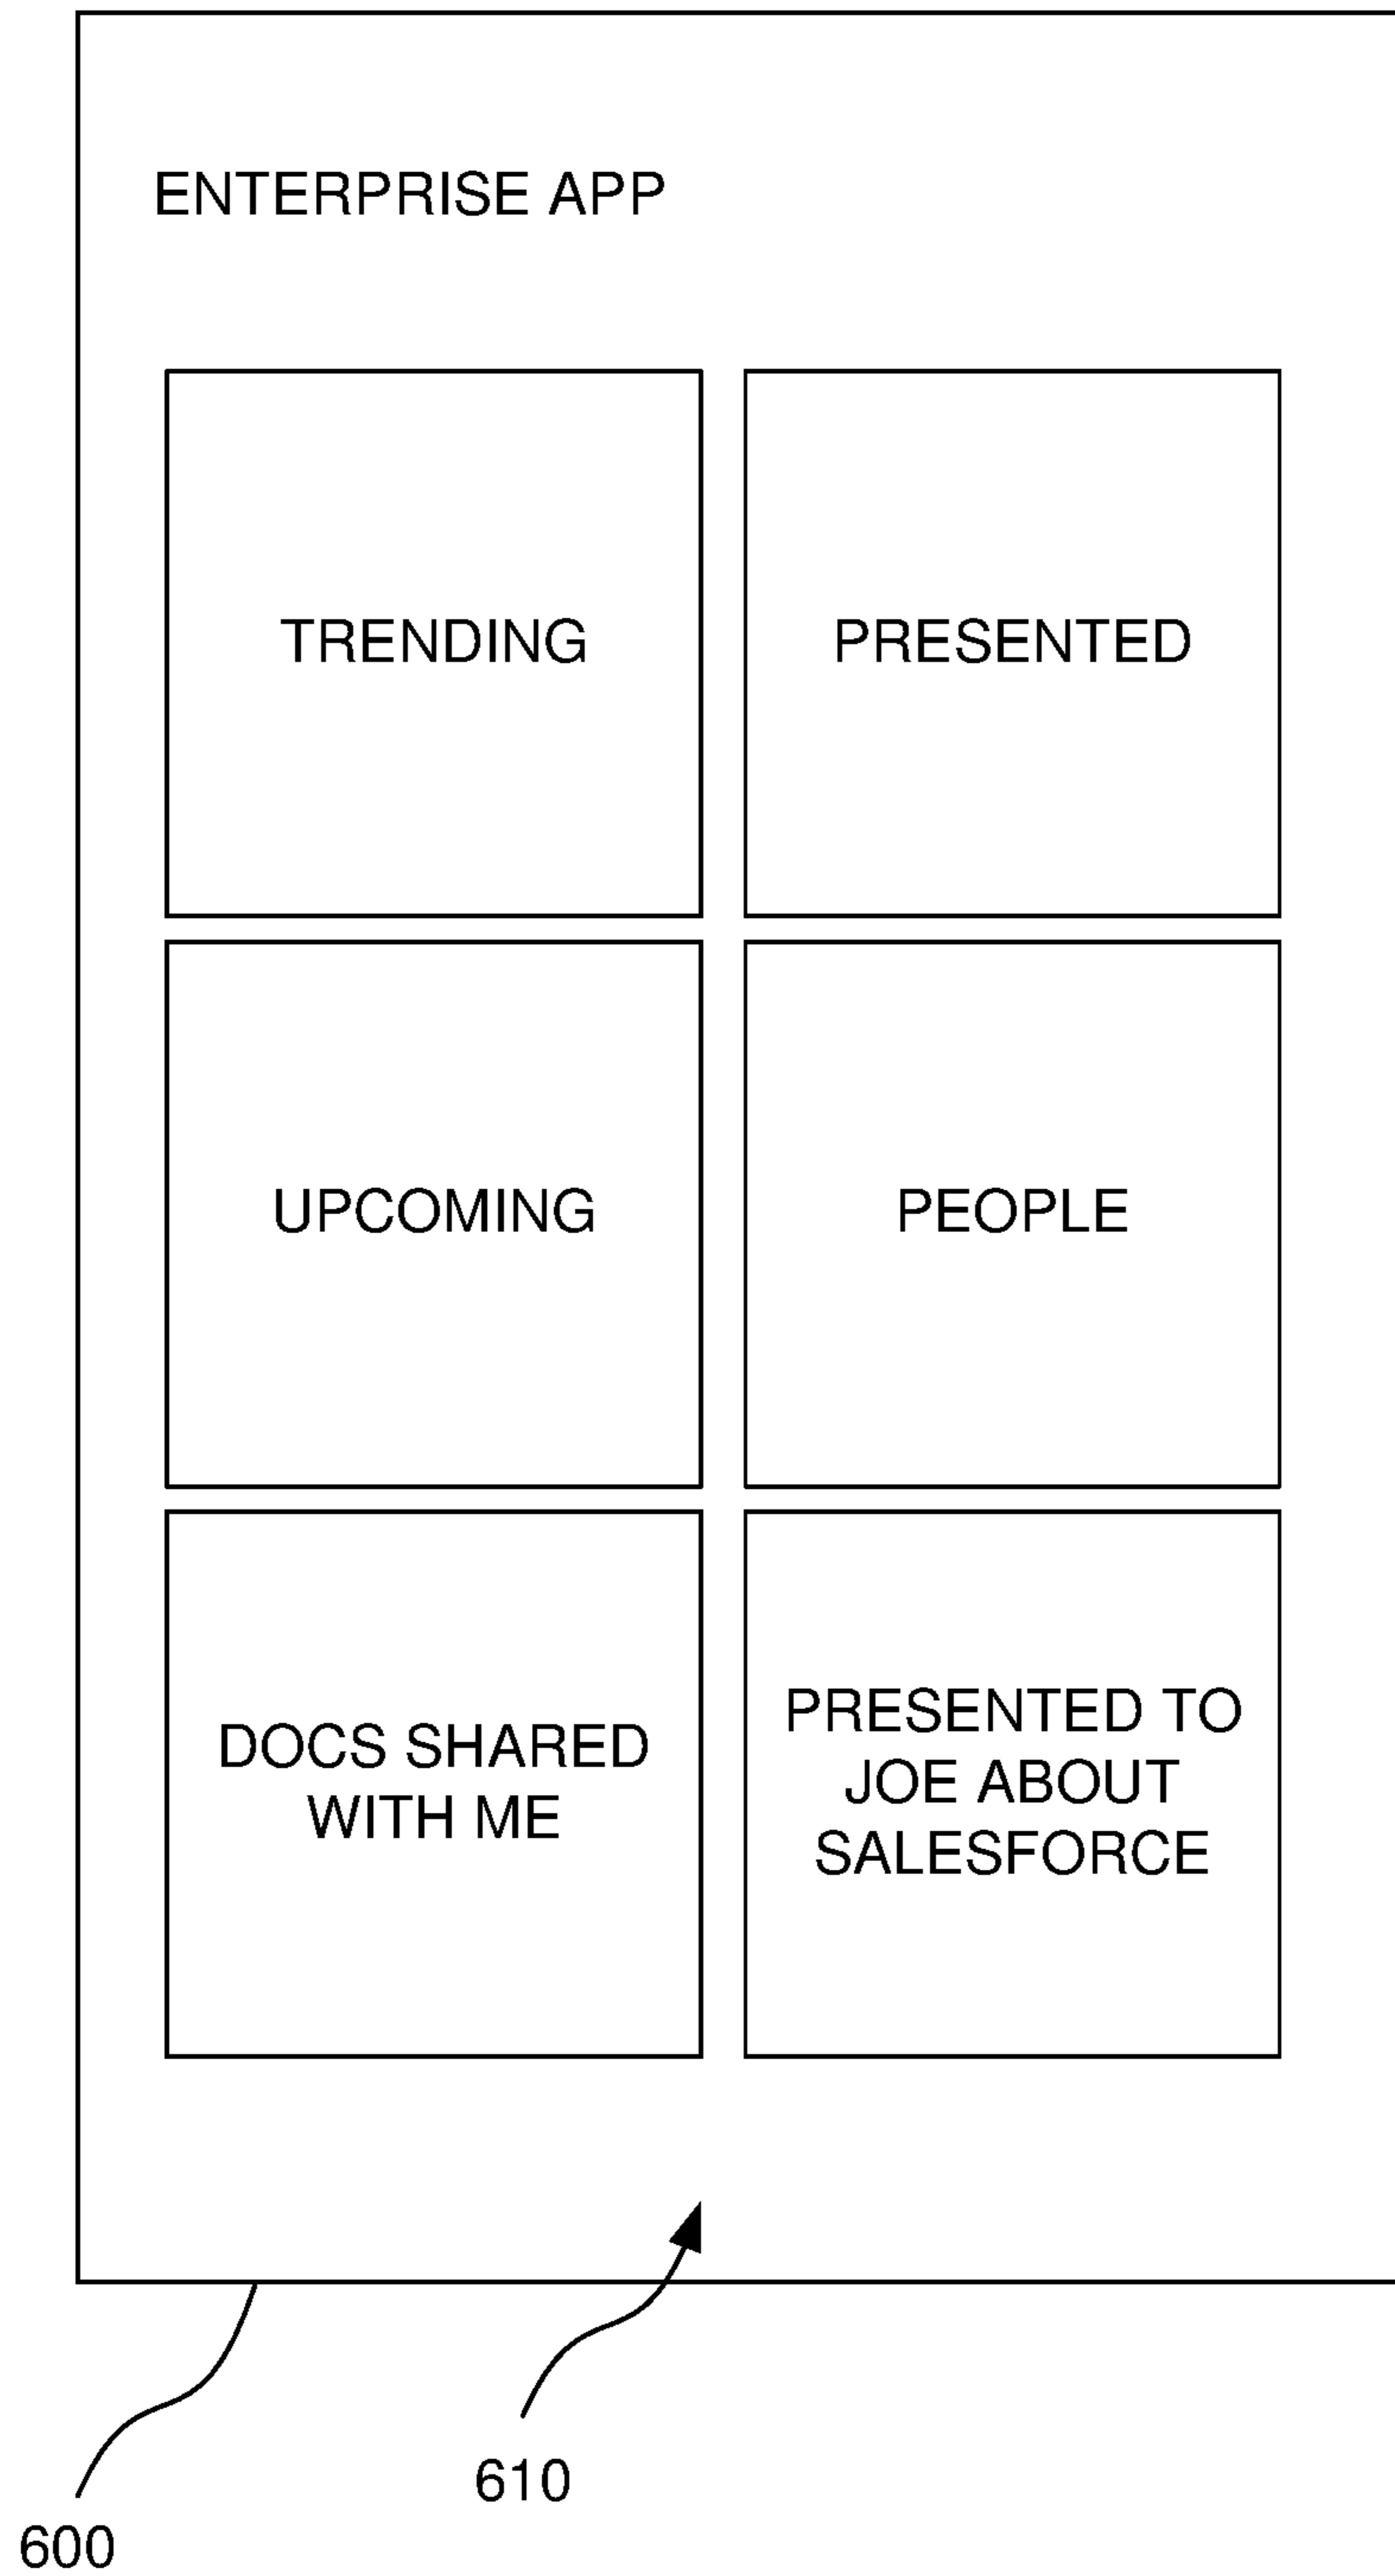 ENTERPRISE APP
TRENDING
PRESENTED
UPCOMING
PEOPLE
DOCS SHARED
WITH ME
PRESENTED TO
JOE ABOUT
SALESFORCE
610
600